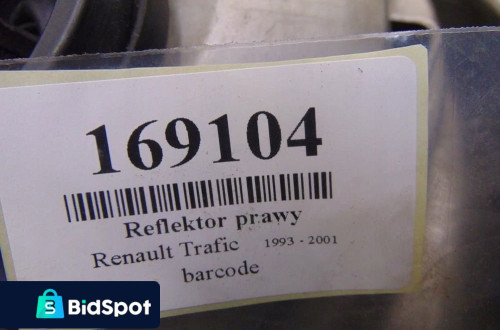 169104
Reflektor prawy
Renault Trafic 1993 - 2001
barcode
BidSpot